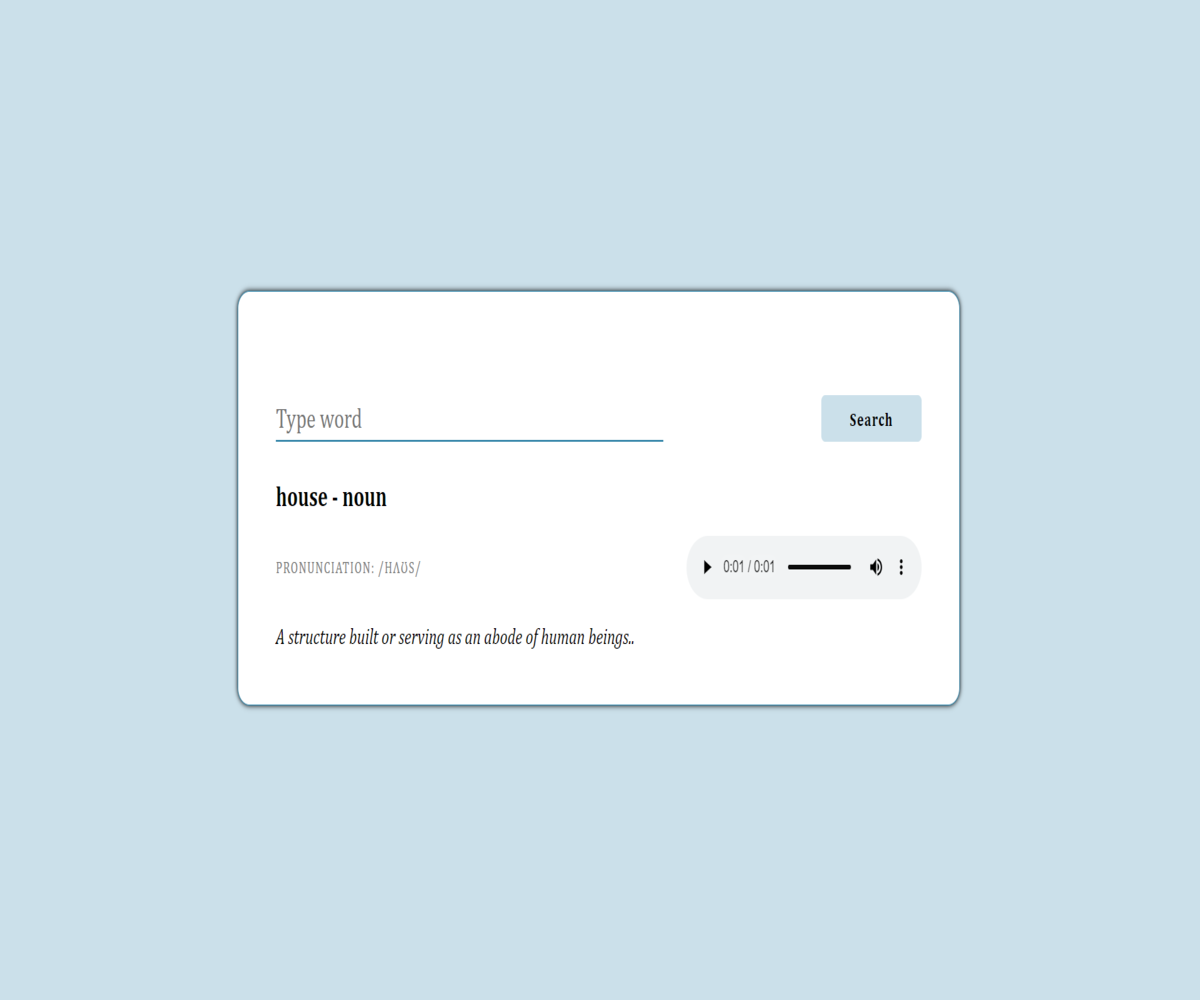 Type word
Search
house - noun
PRONUNCIATION: /HΛƱS/
0:01 / 0:01
A structure built or serving as an abode of human beings..